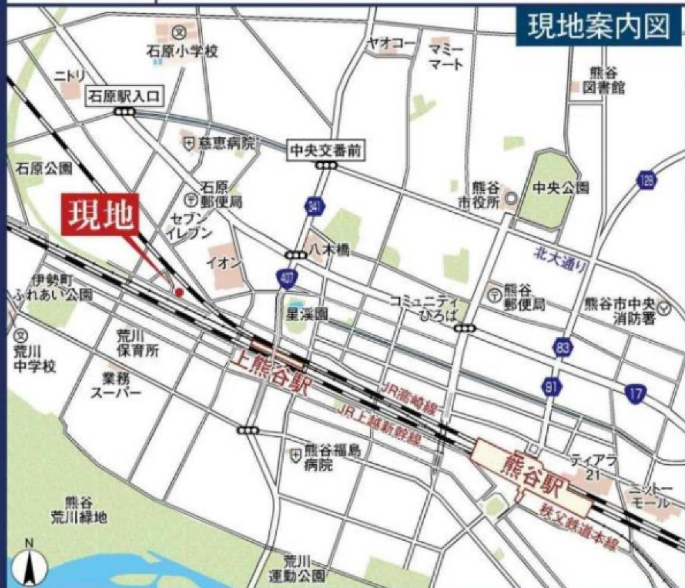 現地案内図
石原小学校
ヤオコー
マミー
マート
熊谷
図書館
ニトリ
石原駅入口
慈恵病院
中央交番前
石原公園
石原
郵便局
セブン
イレブン
現地
341
熊谷
市役所
中央公園
128
イオン
八木橋
北大通り
407
伊勢町
ふれあい公園
星渓園
コミュニティ
ひろば
熊谷
郵便局
熊谷市中央
消防署
荒川
中学校
荒川
保育所
業務
スーパー
上熊谷駅
JR高崎線
JR上越新幹線
83
91
17
熊谷福島
病院
熊谷駅
ティアラ
21
ニットー
モール
秩父鉄道本線
熊谷
荒川緑地
荒川
運動公園
N